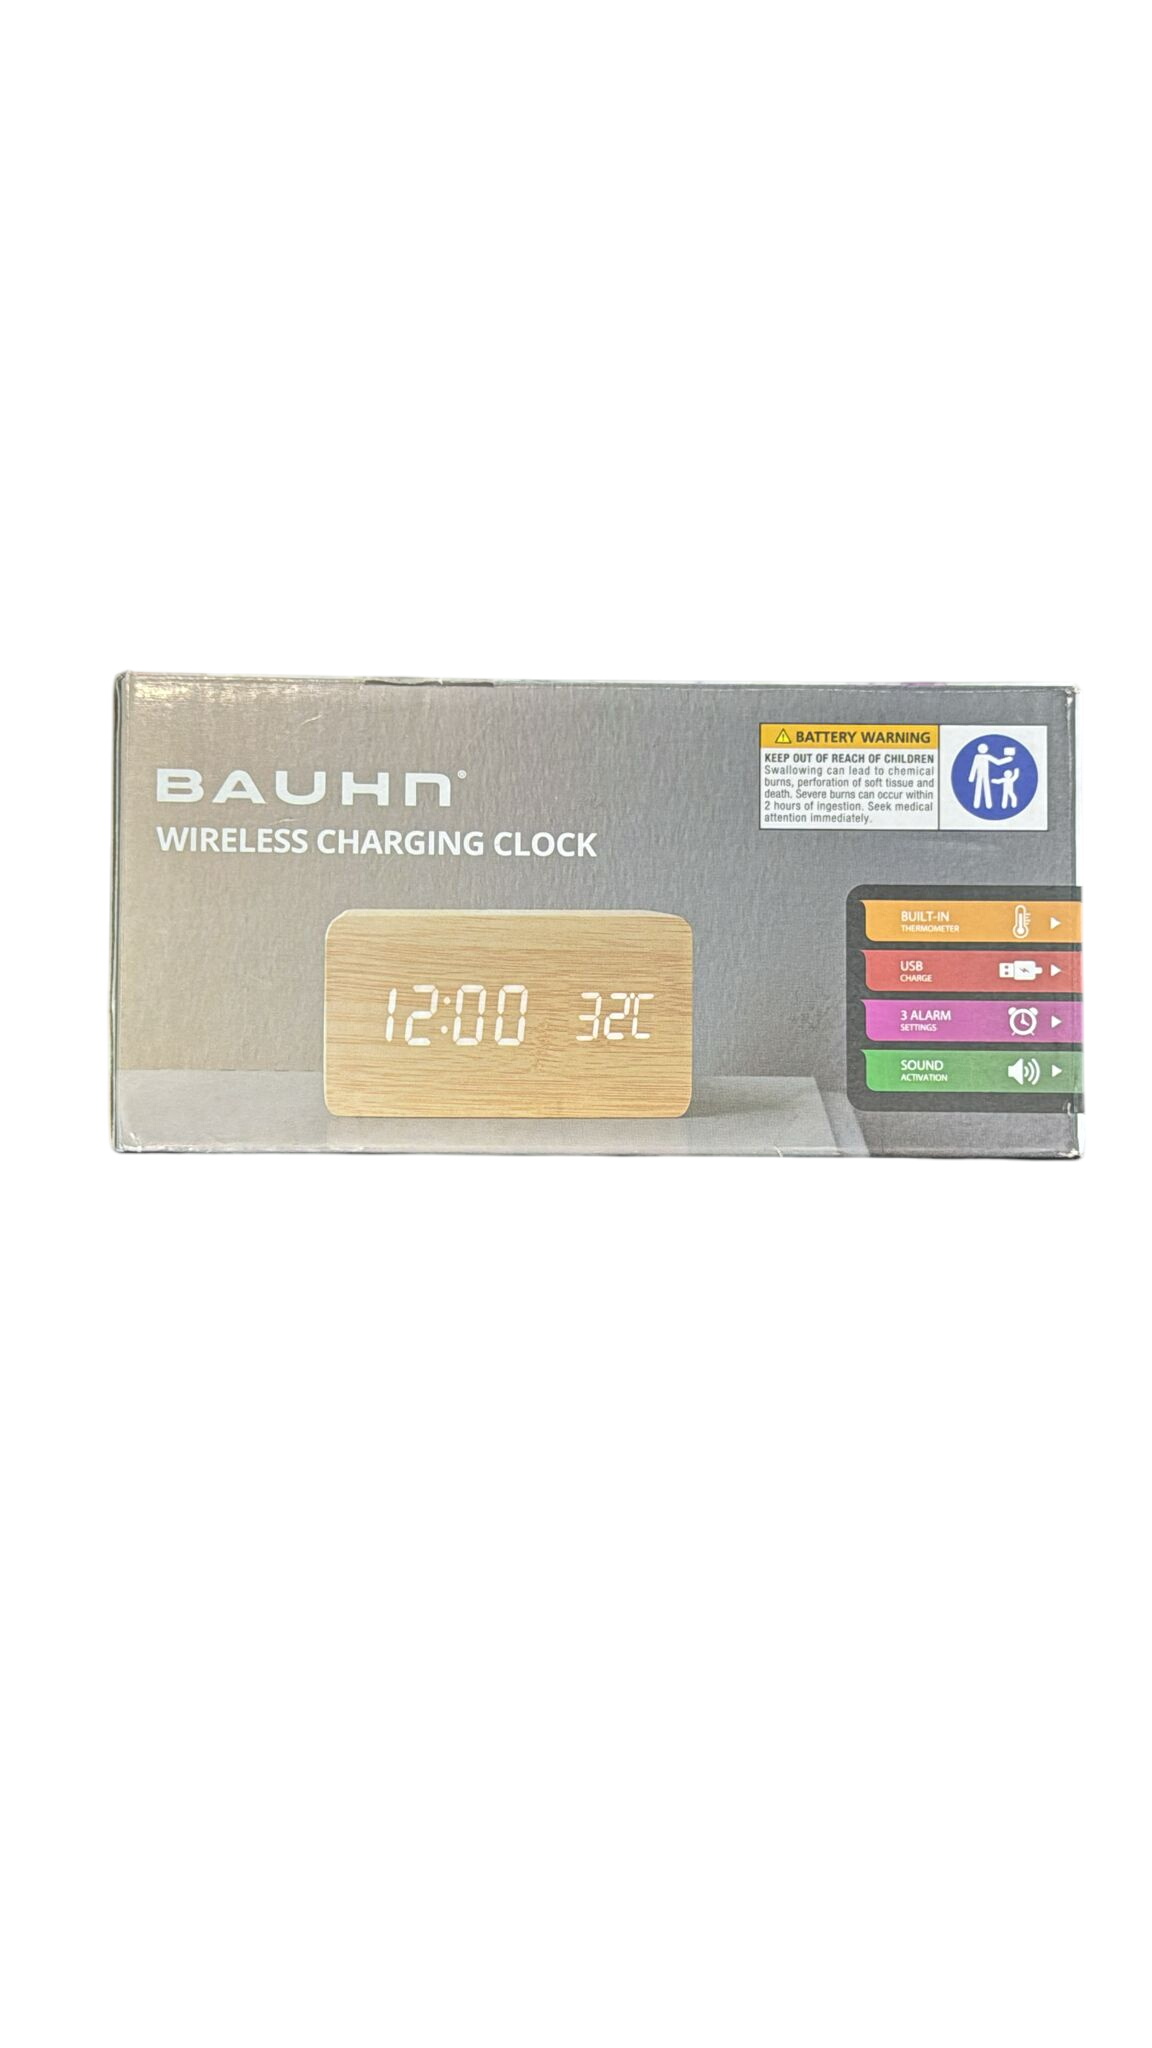 BAUHN®
WIRELESS CHARGING CLOCK
⚠ BATTERY WARNING
KEEP OUT OF REACH OF CHILDREN
Swallowing can lead to chemical
burns, perforation of soft tissue and
death. Severe burns can occur within
2 hours of ingestion. Seek medical
attention immediately.
12:00 32℃
BUILT-IN
THERMOMETER
USB
CHARGE
3 ALARM
SETTINGS
SOUND
ACTIVATION